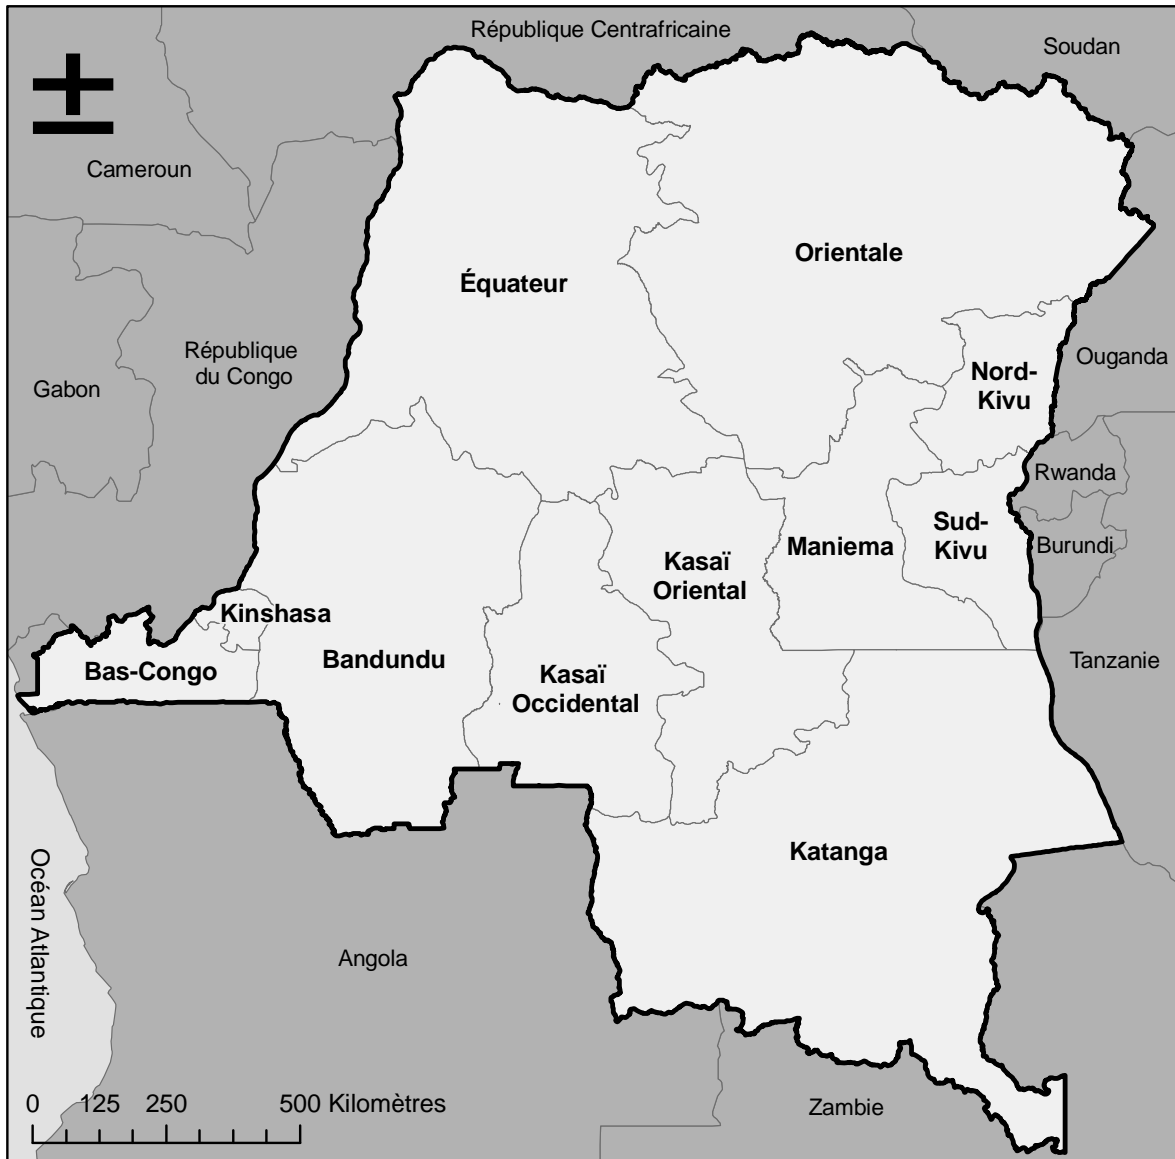 République Centrafricaine
Soudan
Cameroun
Orientale
Équateur
République
du Congo
Ouganda
Gabon
Nord-
Kivu
Rwanda
Sud-
Kivu
Maniema
Burundi
Kasaï
Oriental
Kinshasa
Bandundu
Bas-Congo
Kasaï
Occidental
Tanzanie
Katanga
Océan Atlantique
Angola
Zambie
0 125 250 500 Kilomètres